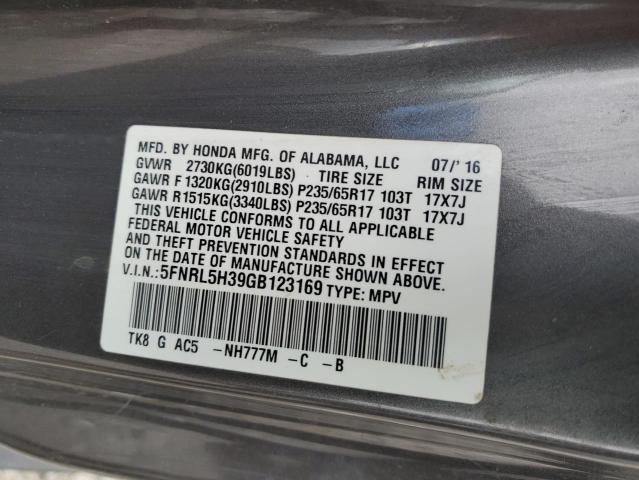 MFD. BY HONDA MFG. OF ALABAMA, LLC 07/'16
GVWR 2730KG(6019LBS) TIRE SIZE RIM SIZE
GAWR F 1320KG(2910LBS) P235/65R17 103T 17X7J
GAWR R1515KG(3340LBS) P235/65R17 103T 17X7J
THIS VEHICLE CONFORMS TO ALL APPLICABLE
FEDERAL MOTOR VEHICLE SAFETY
AND THEFT PREVENTION STANDARDS IN EFFECT
ON THE DATE OF MANUFACTURE SHOWN ABOVE.
V.I.N.:5FNRL5H39GB123169 TYPE: MPV
TK8 G AC5 -NH777M -C -B